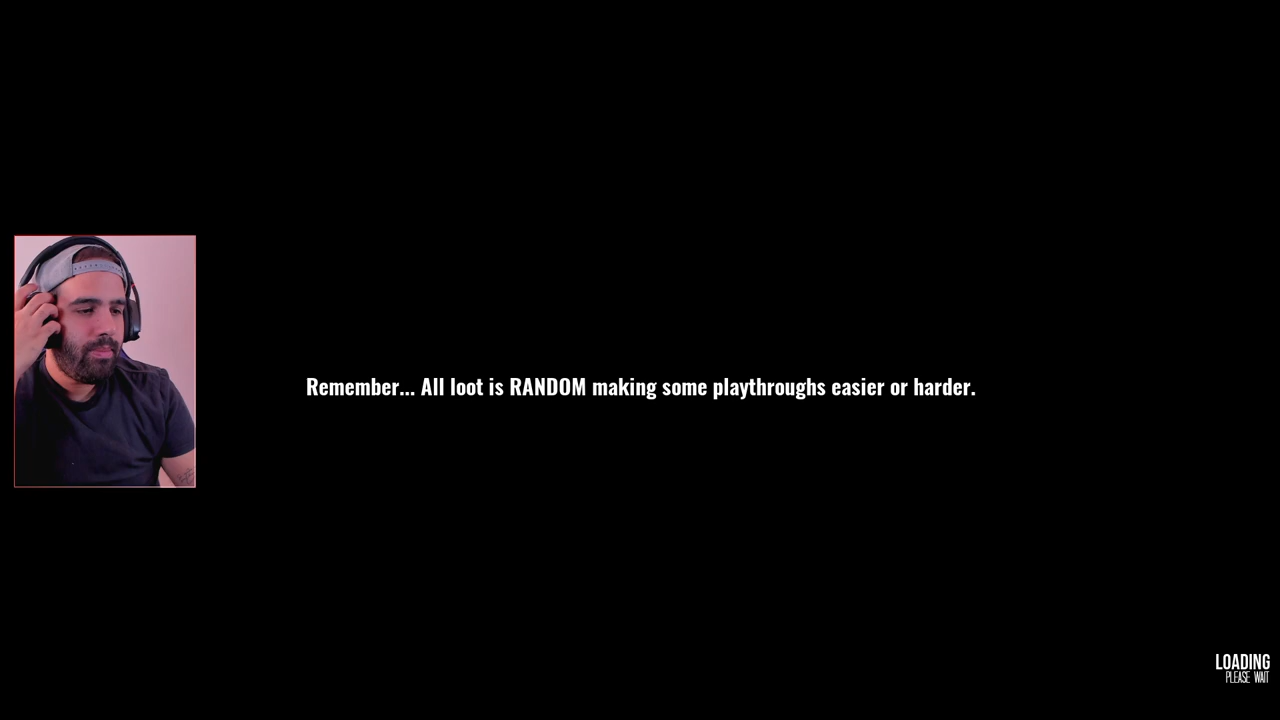 Remember... All loot is RANDOM making some playthroughs easier or harder.
LOADING
PLEASE WAIT